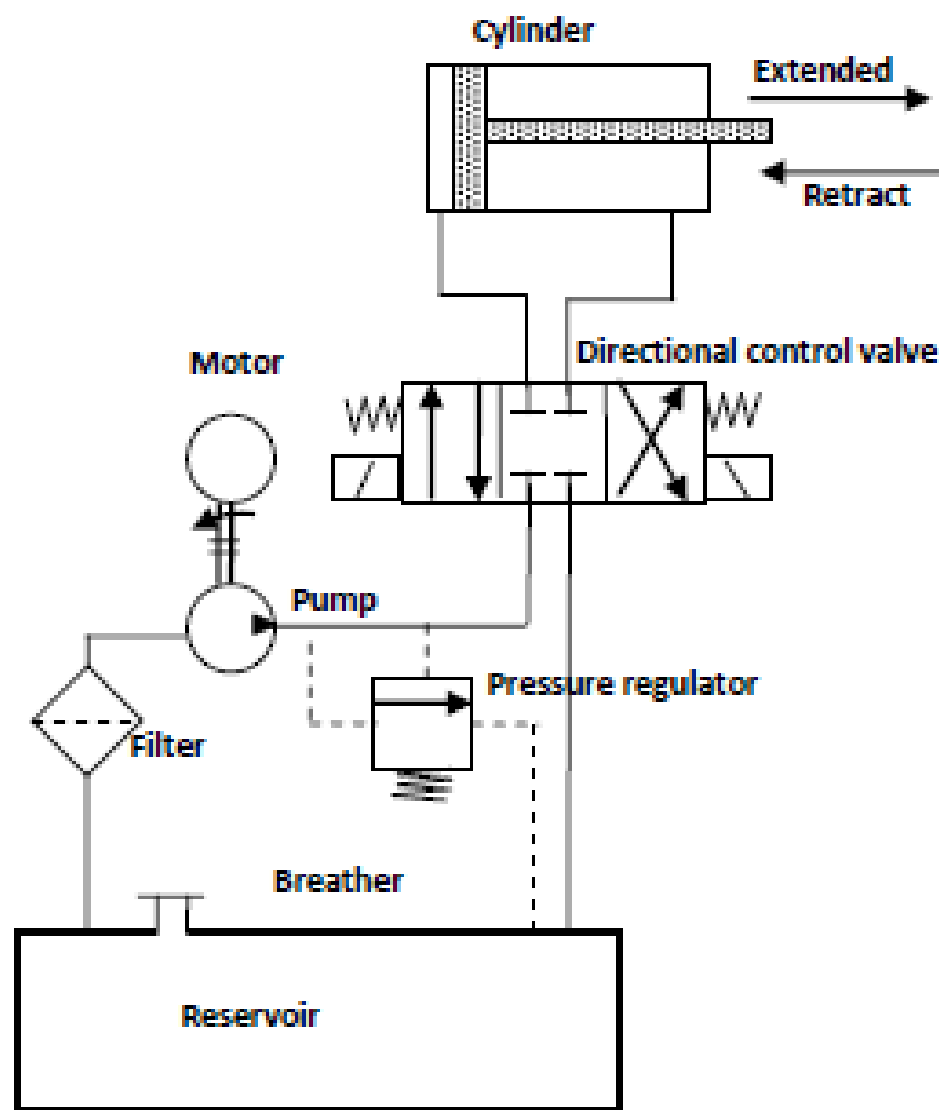 Cylinder
Extended
Retract
Directional control valve
Motor
Pump
Pressure regulator
Filter
Breather
Reservoir